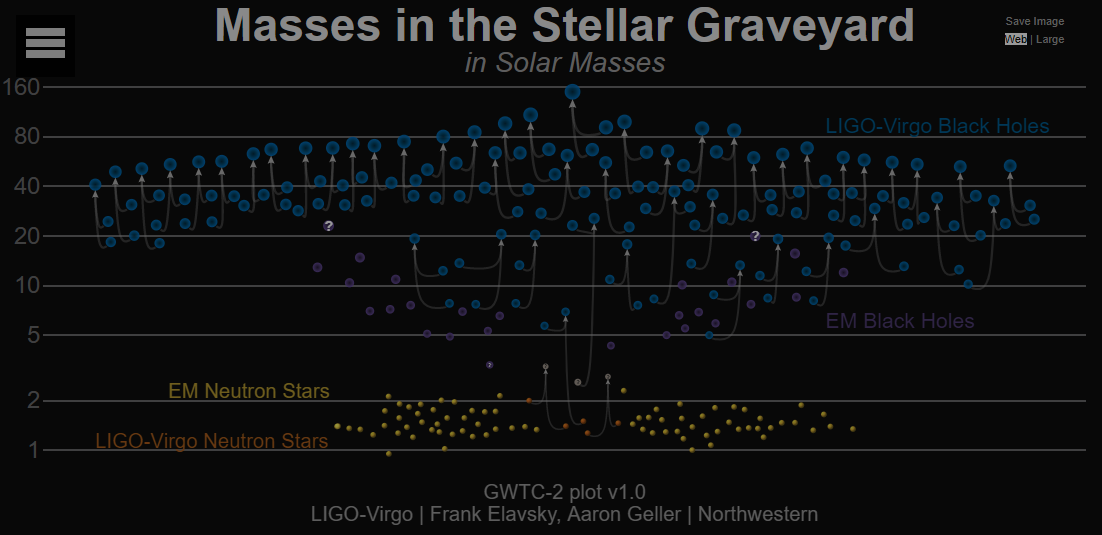 Masses in the Stellar Graveyard
in Solar Masses
Save Image
Web | Large
160
80
40
20
10
5
2
1
LIGO-Virgo Black Holes
?
?
EM Black Holes
EM Neutron Stars
LIGO-Virgo Neutron Stars
GWTC-2 plot v1.0
LIGO-Virgo | Frank Elavsky, Aaron Geller | Northwestern